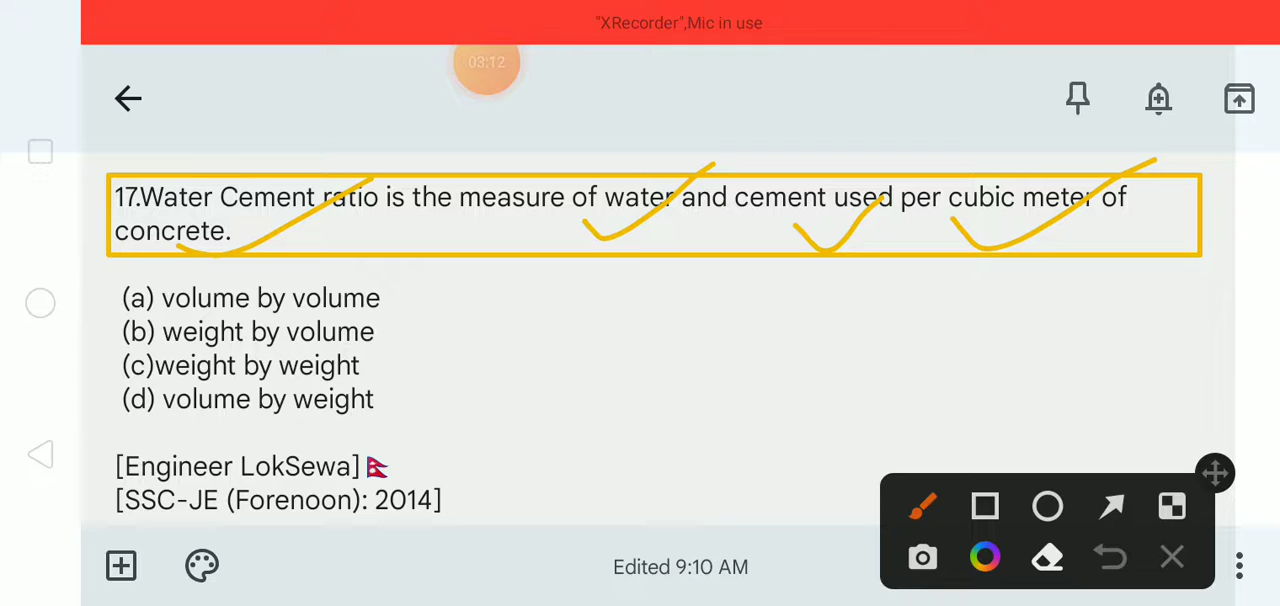 "XRecorder",Mic in use
03:12
17.Water Cement ratio is the measure of water and cement used per cubic meter of
concrete.
(a) volume by volume
(b) weight by volume
(c)weight by weight
(d) volume by weight
[Engineer LokSewa]🇳🇵
[SSC-JE (Forenoon): 2014]
Edited 9:10 AM